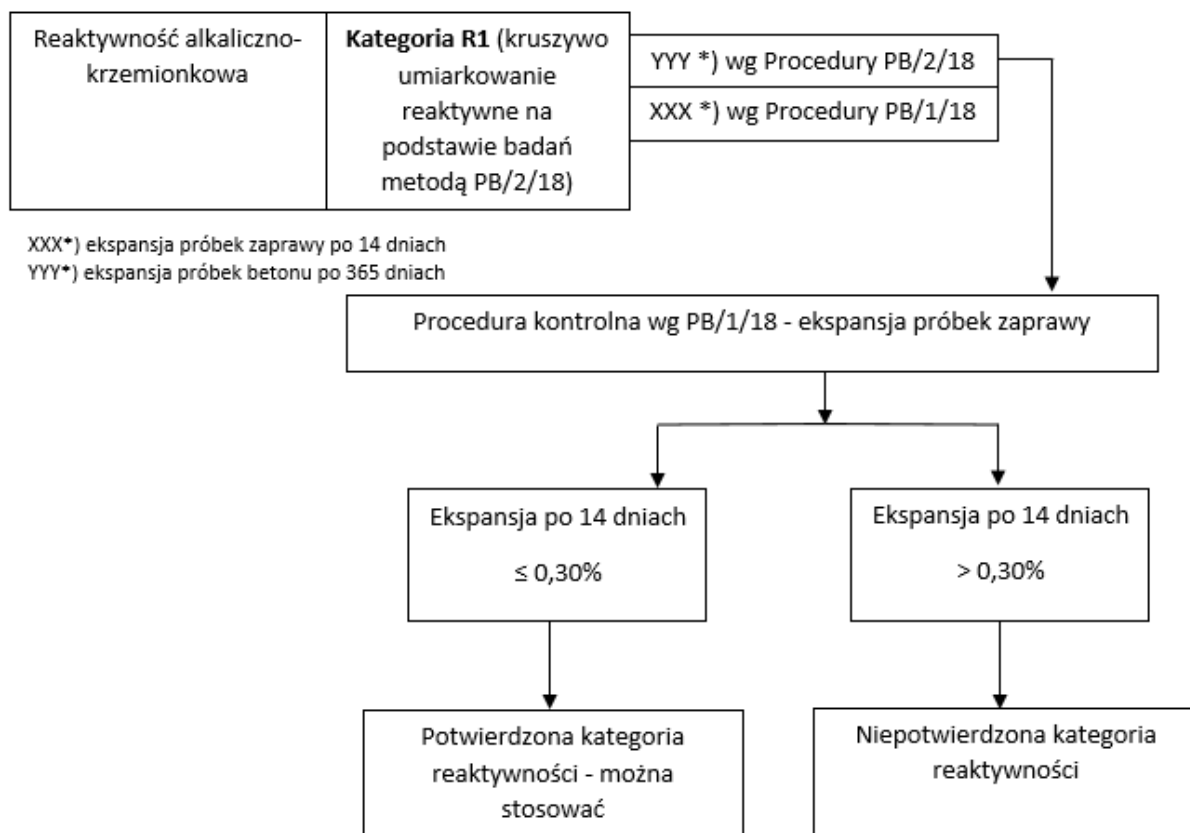 Reaktywność alkaliczno-
krzemionkowa
Kategoria R1 (kruszywo
umiarkowanie
reaktywne na
podstawie badań
metodą PB/2/18)
YYY *) wg Procedury PB/2/18
XXX *) wg Procedury PB/1/18
XXX*) ekspansja próbek zaprawy po 14 dniach
YYY*) ekspansja próbek betonu po 365 dniach
Procedura kontrolna wg PB/1/18 - ekspansja próbek zaprawy
Ekspansja po 14 dniach
≤ 0,30%
Ekspansja po 14 dniach
> 0,30%
Potwierdzona kategoria
reaktywności - można
stosować
Niepotwierdzona kategoria
reaktywności